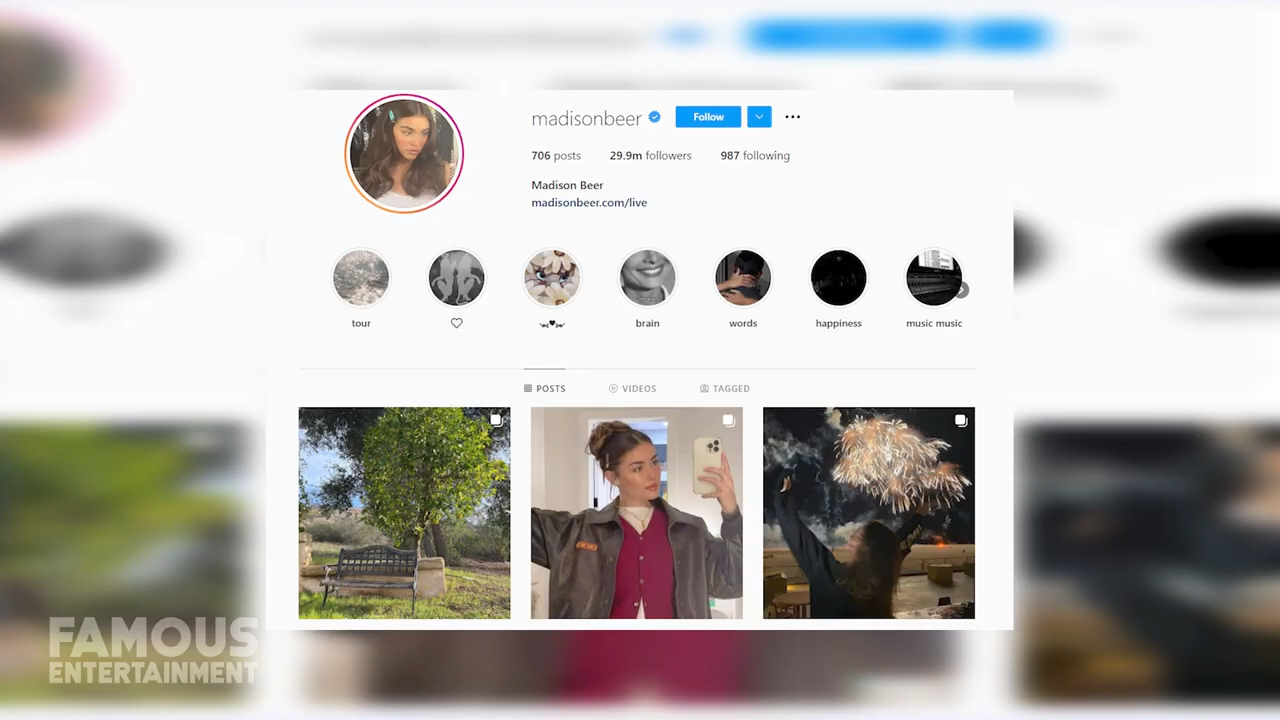 madisonbeer
Follow
706 posts 29.9m followers 987 following
Madison Beer
madisonbeer.com/live
tour
brain
words
happiness
music music
POSTS
VIDEOS
TAGGED
FAMOUS
ENTERTAINMENT